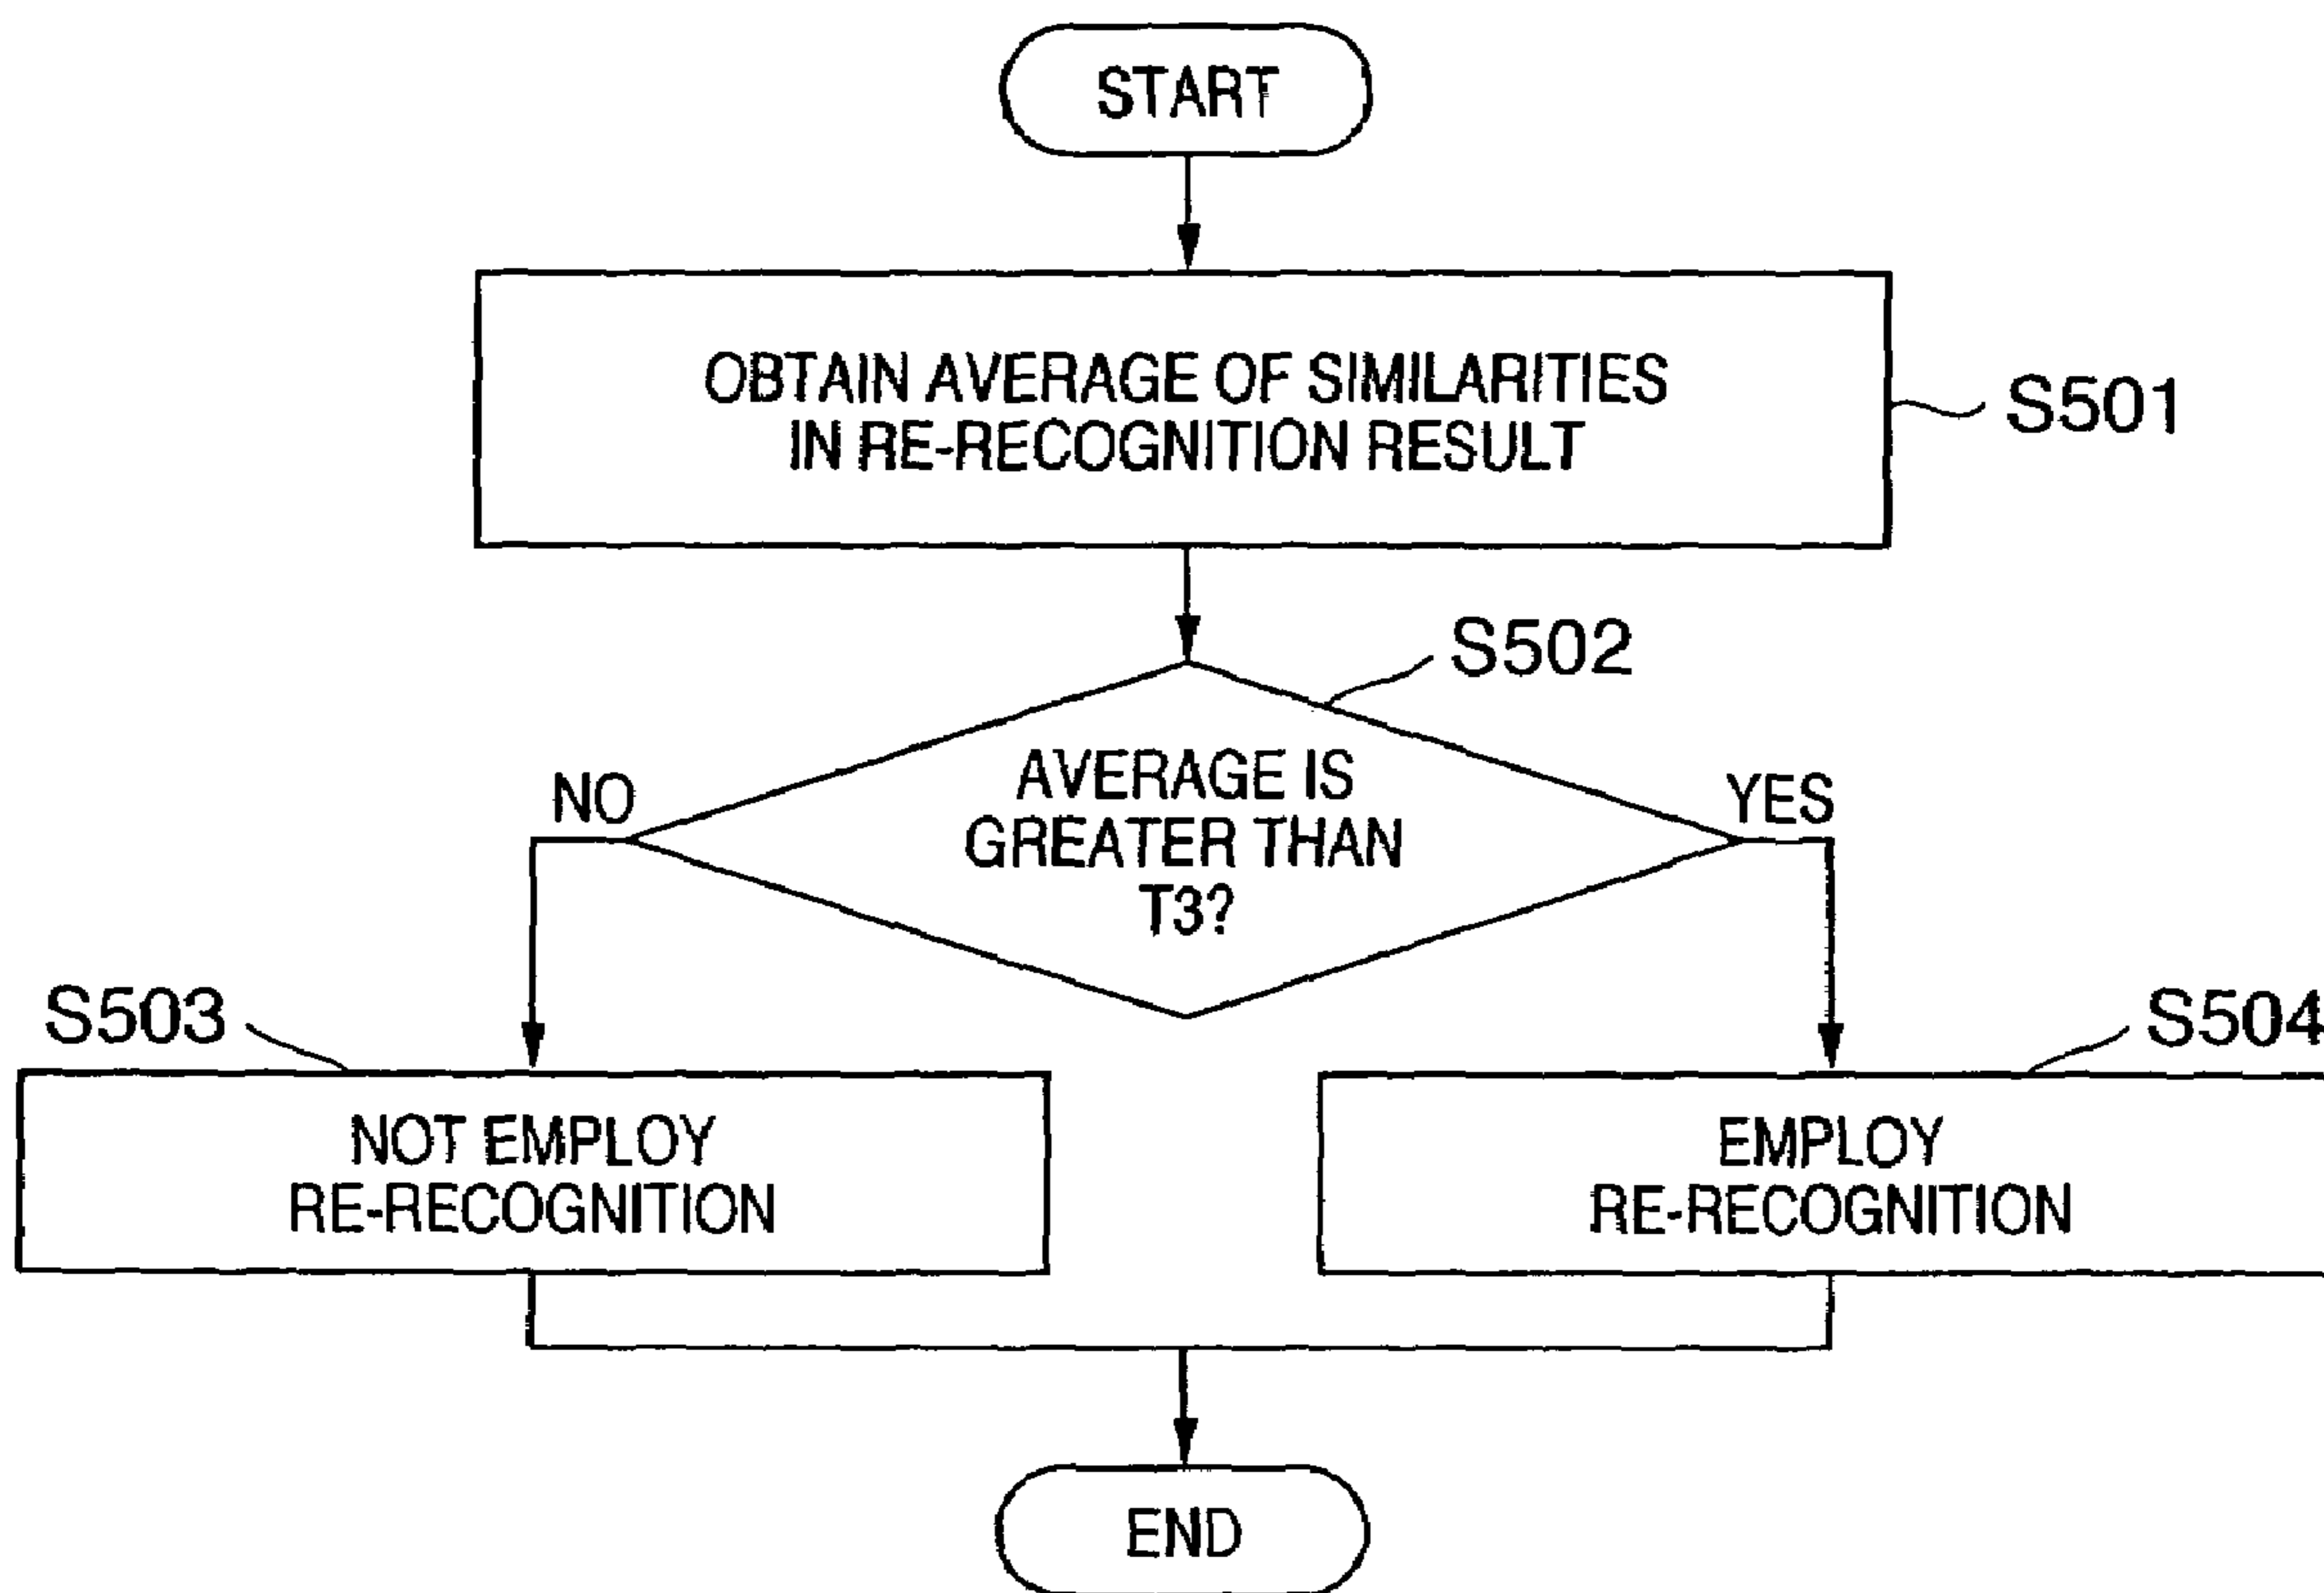 START
OBTAIN AVERAGE OF SIMILARITIES
IN RE-RECOGNITION RESULT
S501
S502
AVERAGE IS
GREATER THAN
T3?
NO
YES
S503
S504
NOT EMPLOY
RE-RECOGNITION
EMPLOY
RE-RECOGNITION
END